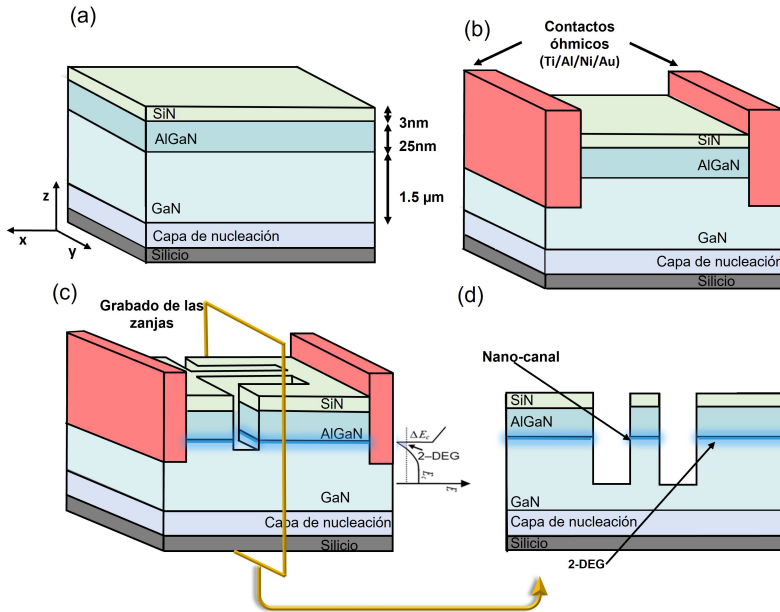 (a)
SiN
3nm
AlGaN
25nm
1.5 µm
GaN
Capa de nucleación
Silicio
z
x
y
(b)
Contactos
óhmicos
(Ti/Al/Ni/Au)
SiN
AlGaN
GaN
Capa de nucleación
Silicio
(c)
Grabado de las
zanjas
SiN
AlGaN
ΔE_c
2-DEG
GaN
Capa de nucleación
Silicio
(d)
Nano-canal
SiN
AlGaN
GaN
Capa de nucleación
Silicio
2-DEG